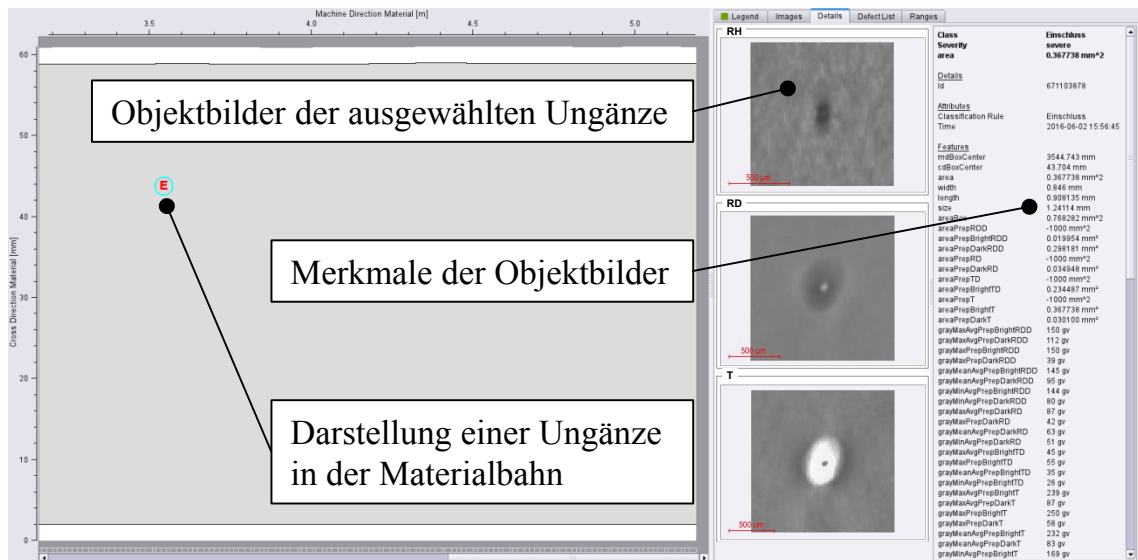 Machine Direction Material [m]
3.5
4.0
4.5
5.0
Cross Direction Material [mm]
60
50
40
30
20
10
0
E
Objektbilder der ausgewählten Ungänze
Merkmale der Objektbilder
Darstellung einer Ungänze
in der Materialbahn
Legend Images Details Defect List Ranges
RH
500 µm
RD
500 µm
T
500 µm
Class Einschluss
Severity severe
area 0.367738 mm^2
Details
Id 671103878
Attributes
Classification Rule Einschluss
Time 2016-06-02 15:56:45
Features
mdBoxCenter 3544.743 mm
cdBoxCenter 43.704 mm
area 0.367738 mm^2
width 0.846 mm
length 0.908135 mm
size 1.24114 mm
areaBox 0.768282 mm^2
areaPrepRDD -1000 mm^2
areaPrepBrightRDD 0.019954 mm²
areaPrepDarkRDD 0.298181 mm²
areaPrepRD -1000 mm^2
areaPrepDarkRD 0.034948 mm²
areaPrepTD -1000 mm^2
areaPrepBrightTD 0.234487 mm²
areaPrepT -1000 mm^2
areaPrepBrightT 0.367738 mm²
areaPrepDarkT 0.030100 mm²
grayMaxAvgPrepBrightRDD 150 gv
grayMaxAvgPrepDarkRDD 112 gv
grayMaxPrepBrightRDD 150 gv
grayMaxPrepDarkRDD 39 gv
grayMeanAvgPrepBrightRDD 145 gv
grayMeanAvgPrepDarkRDD 95 gv
grayMinAvgPrepBrightRDD 144 gv
grayMinAvgPrepDarkRDD 80 gv
grayMaxAvgPrepDarkRD 87 gv
grayMaxPrepDarkRD 42 gv
grayMeanAvgPrepDarkRD 63 gv
grayMinAvgPrepDarkRD 51 gv
grayMaxAvgPrepBrightTD 45 gv
grayMaxPrepBrightTD 55 gv
grayMeanAvgPrepBrightTD 35 gv
grayMinAvgPrepBrightTD 26 gv
grayMaxAvgPrepBrightT 239 gv
grayMaxAvgPrepDarkT 87 gv
grayMaxPrepBrightT 250 gv
grayMaxPrepDarkT 58 gv
grayMeanAvgPrepBrightT 232 gv
grayMeanAvgPrepDarkT 83 gv
grayMinAvgPrepBrightT 169 gv